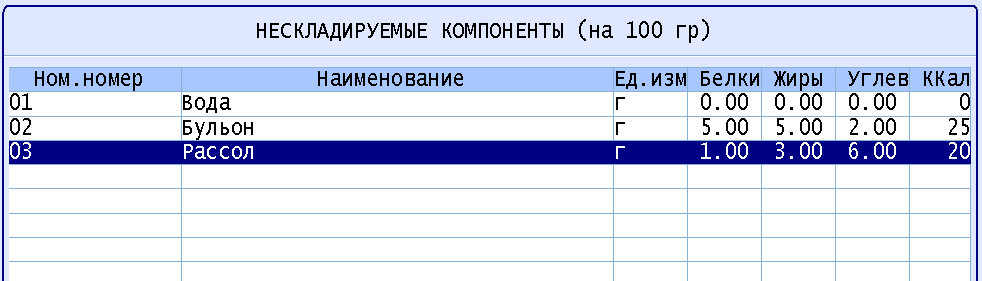 НЕСКЛАДИРУЕМЫЕ КОМПОНЕНТЫ (на 100 гр)
Ном.номер Наименование Ед.изм Белки Жиры Углев ККал
01 Вода г 0.00 0.00 0.00 0
02 Бульон г 5.00 5.00 2.00 25
03 Рассол г 1.00 3.00 6.00 20